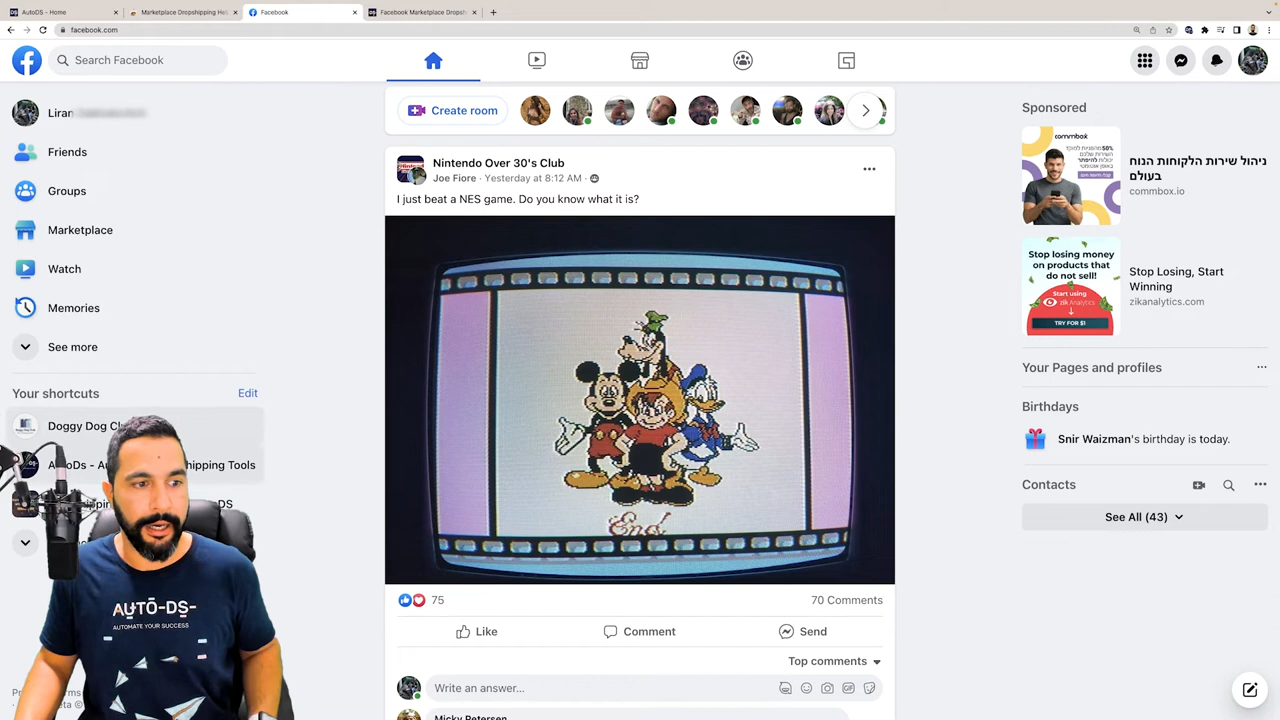 AutoDS - Home
Marketplace Dropshipping Hel
Facebook
Facebook Marketplace Dropsh
facebook.com
Search Facebook
Liran
Friends
Groups
Marketplace
Watch
Memories
See more
Your shortcuts
Edit
Doggy Dog
Shipping Tools
DS
Create room
Nintendo Over 30's Club
Joe Fiore · Yesterday at 8:12 AM ·
I just beat a NES game. Do you know what it is?
End
75
70 Comments
Like
Comment
Send
Top comments
Write an answer...
Micky Petersen
Sponsored
commbox
ניהול שירות הלקוחות הנוח
בעולם
commbox.io
Stop losing money
on products that
do not sell!
Start using
zik Analytics
TRY FOR $1
Stop Losing, Start
Winning
zikanalytics.com
Your Pages and profiles
Birthdays
Snir Waizman's birthday is today.
Contacts
See All (43)
AUTO-DS-
AUTOMATE YOUR SUCCESS